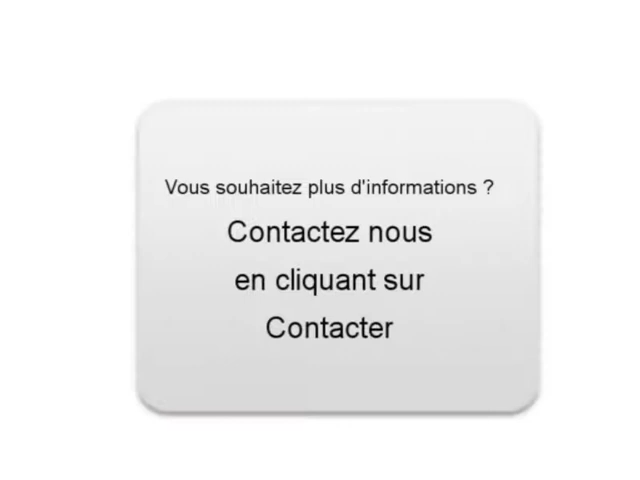 Vous souhaitez plus d'informations ?
Contactez nous
en cliquant sur
Contacter